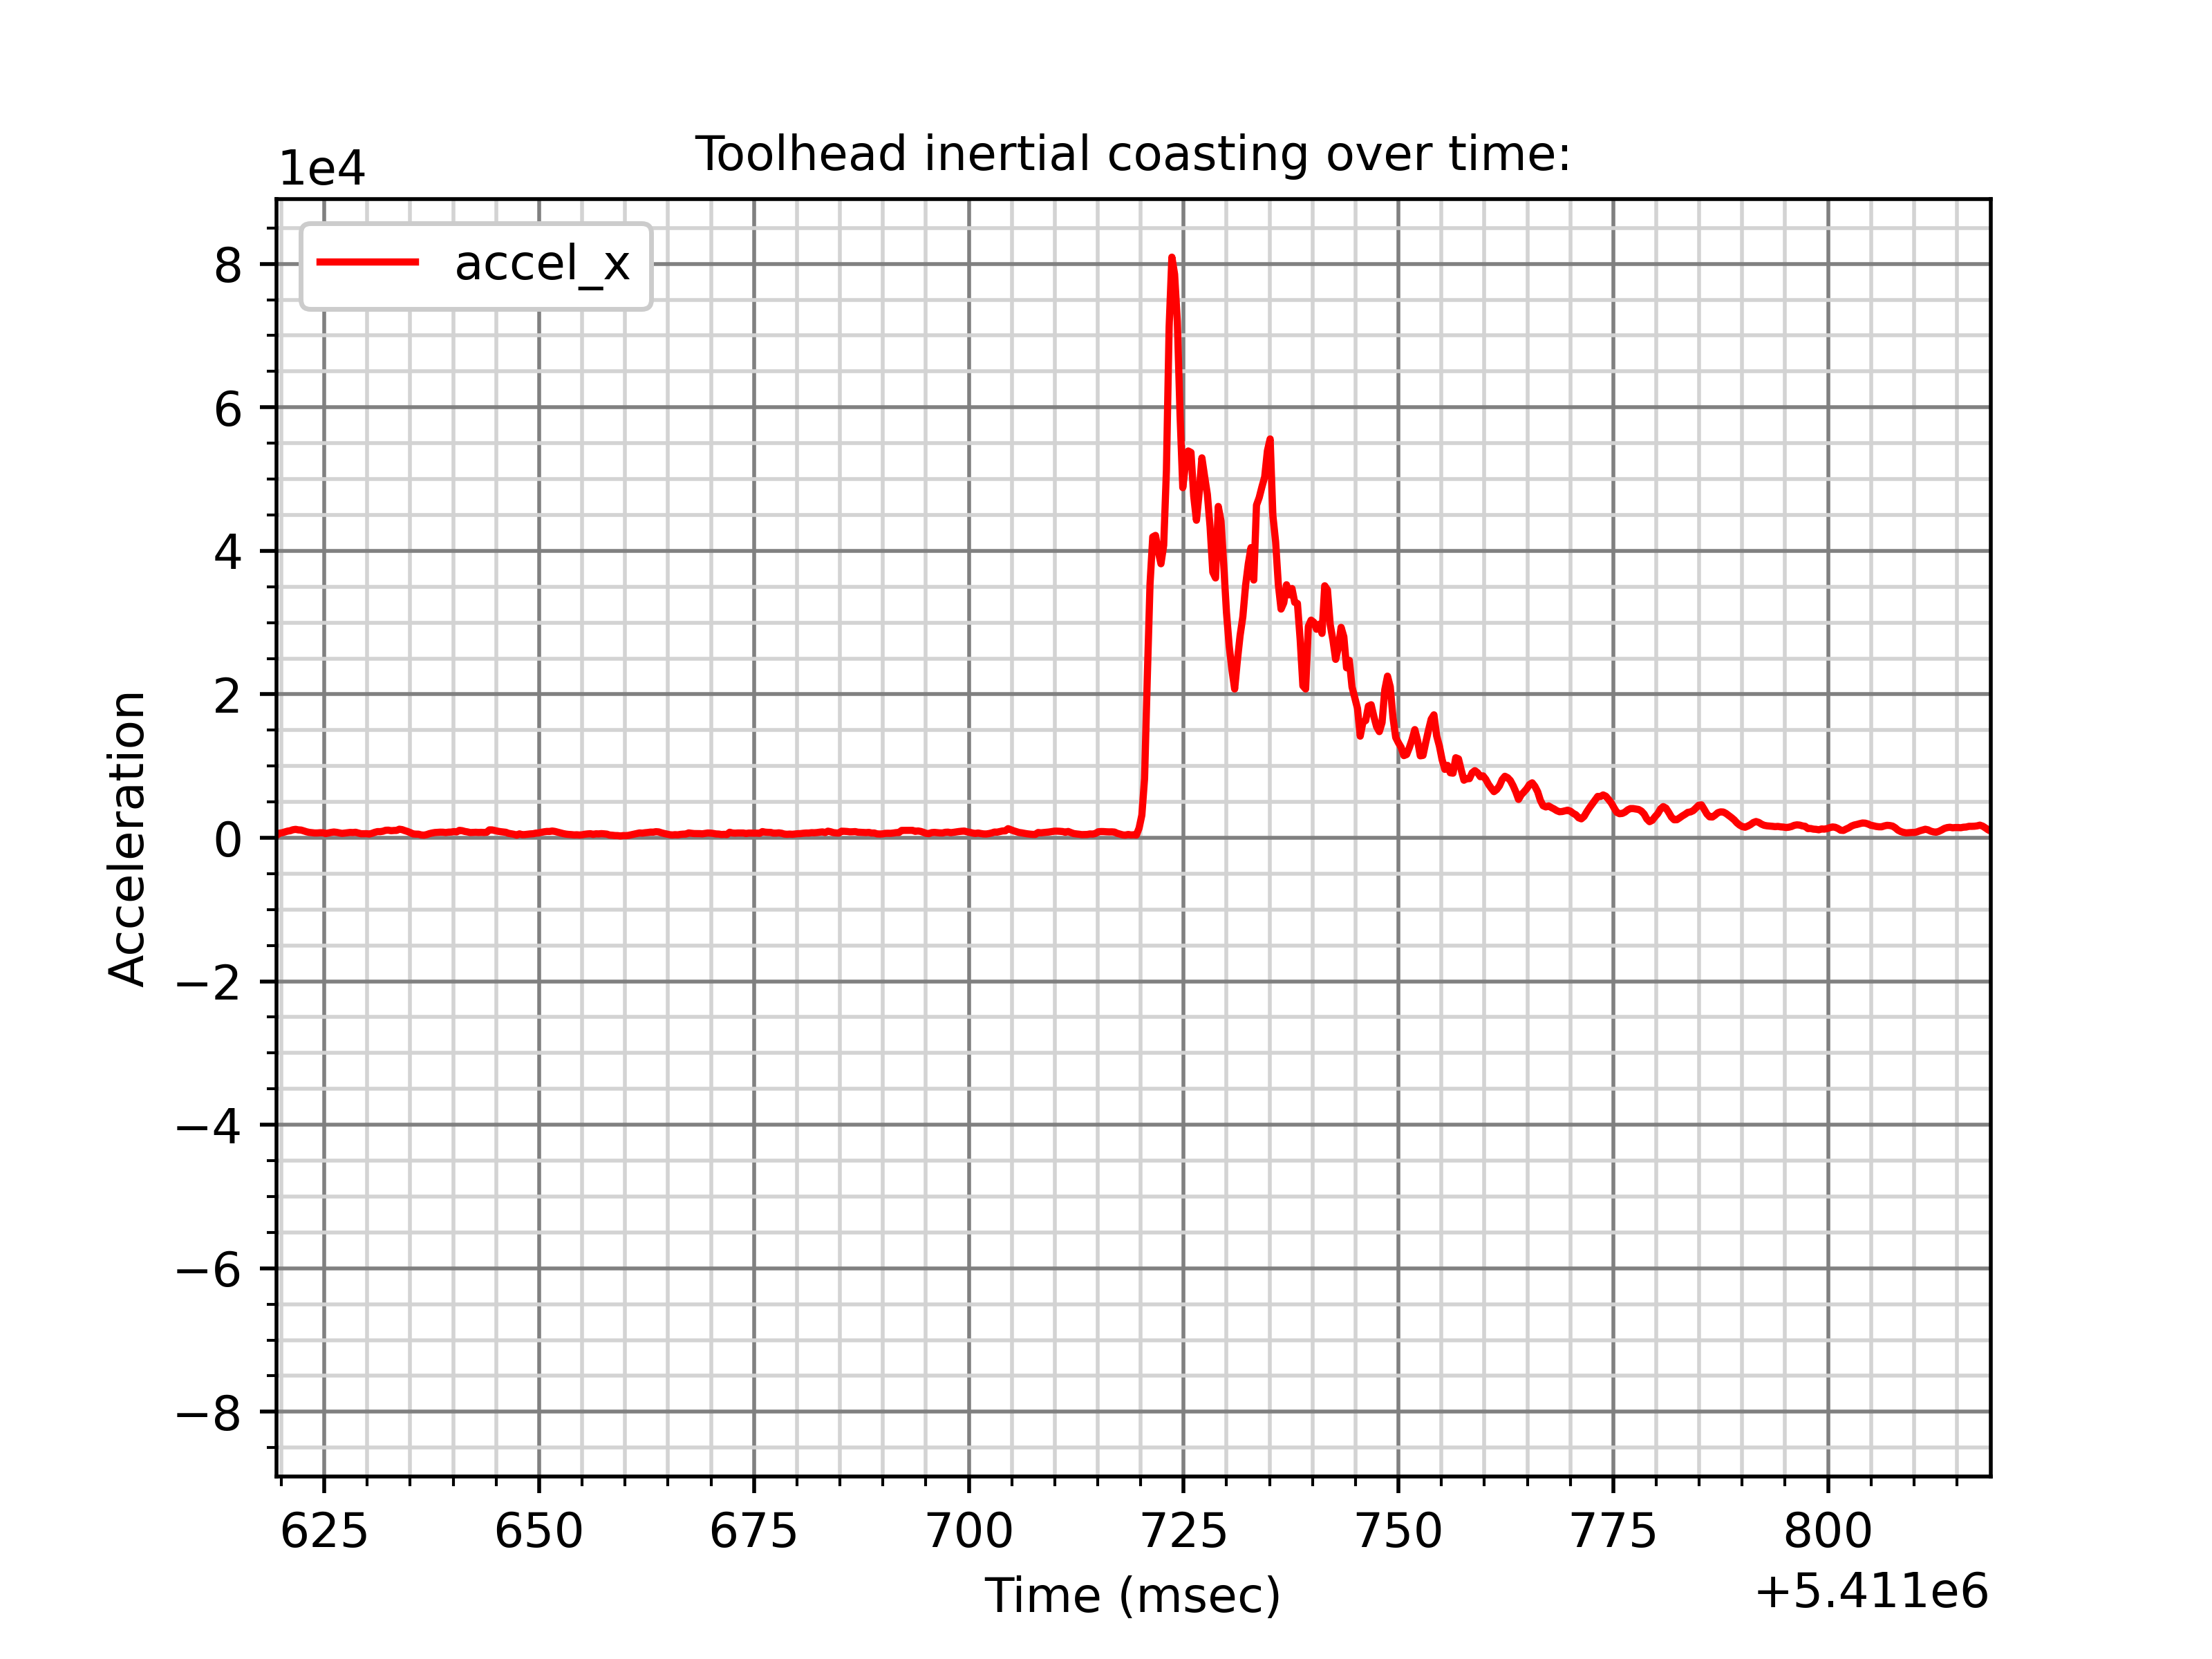 Toolhead inertial coasting over time:
1e4
accel_x
8
6
4
2
0
−2
−4
−6
−8
Acceleration
625 650 675 700 725 750 775 800
Time (msec)
+5.411e6